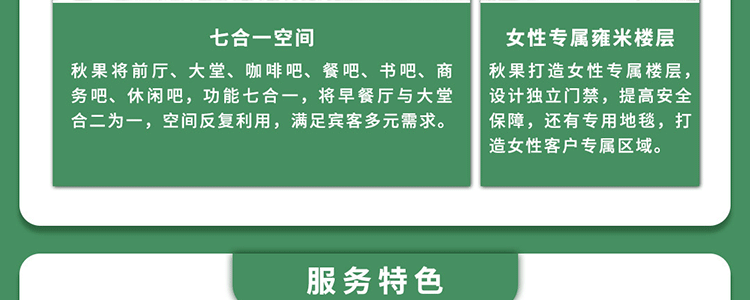 七合一空间
秋果将前厅、大堂、咖啡吧、餐吧、书吧、商
务吧、休闲吧，功能七合一，将早餐厅与大堂
合二为一，空间反复利用，满足宾客多元需求。
女性专属雍米楼层
秋果打造女性专属楼层，
设计独立门禁，提高安全
保障，还有专用地毯，打
造女性客户专属区域。
服务特色